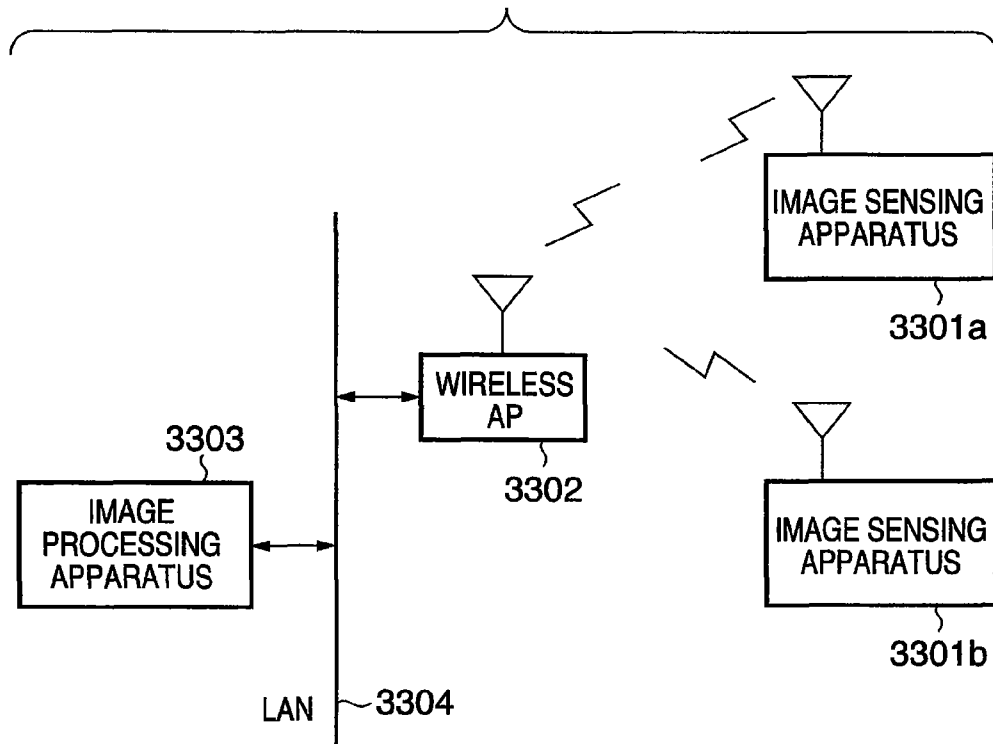 IMAGE SENSING
APPARATUS
3301a
WIRELESS
AP
3302
3303
IMAGE
PROCESSING
APPARATUS
IMAGE SENSING
APPARATUS
3301b
LAN
3304